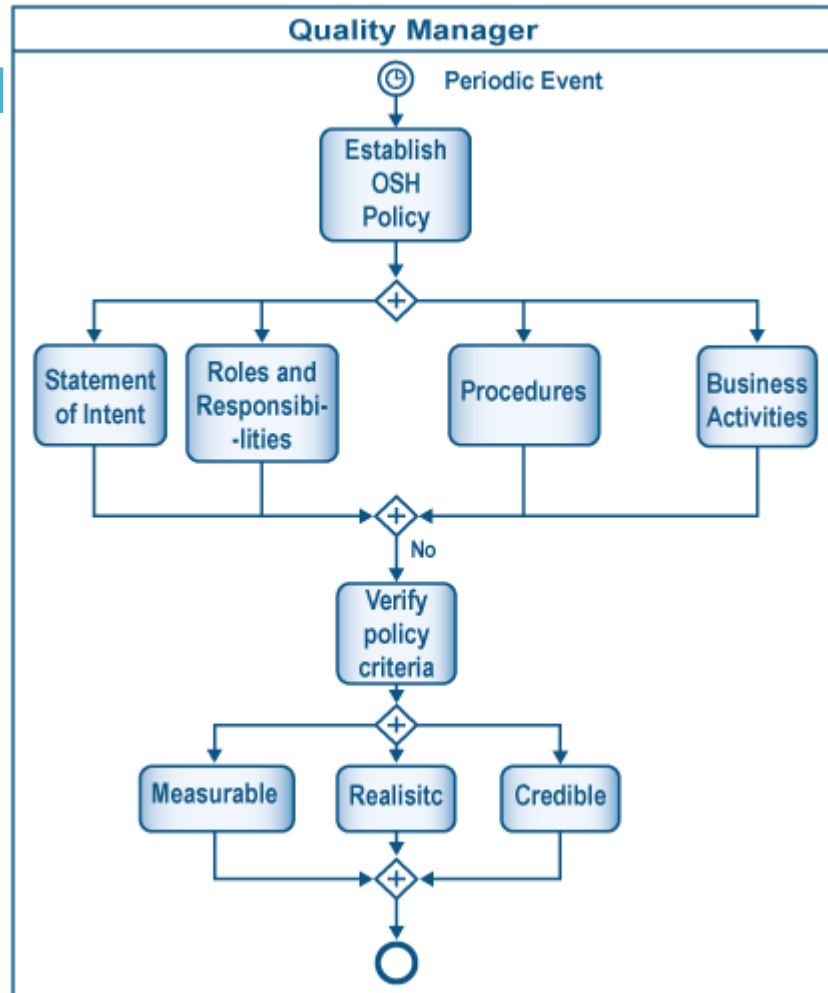 Quality Manager
Periodic Event
Establish
OSH
Policy
Statement
of Intent
Roles and
Responsibi-
-lities
Procedures
Business
Activities
No
Verify
policy
criteria
Measurable
Realisitc
Credible